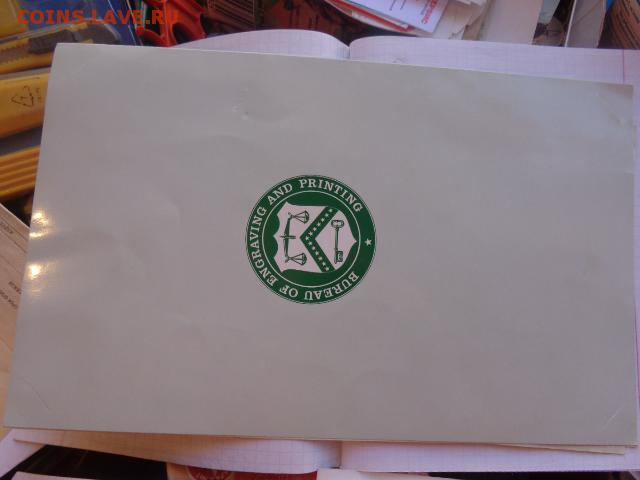 COINS.LAVE.RU
BUREAU OF ENGRAVING AND PRINTING